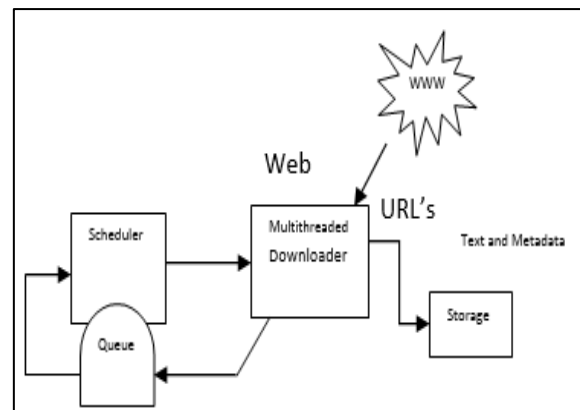 WWW
Web
URL's
Scheduler
Multithreaded
Downloader
Text and Metadata
Storage
Queue